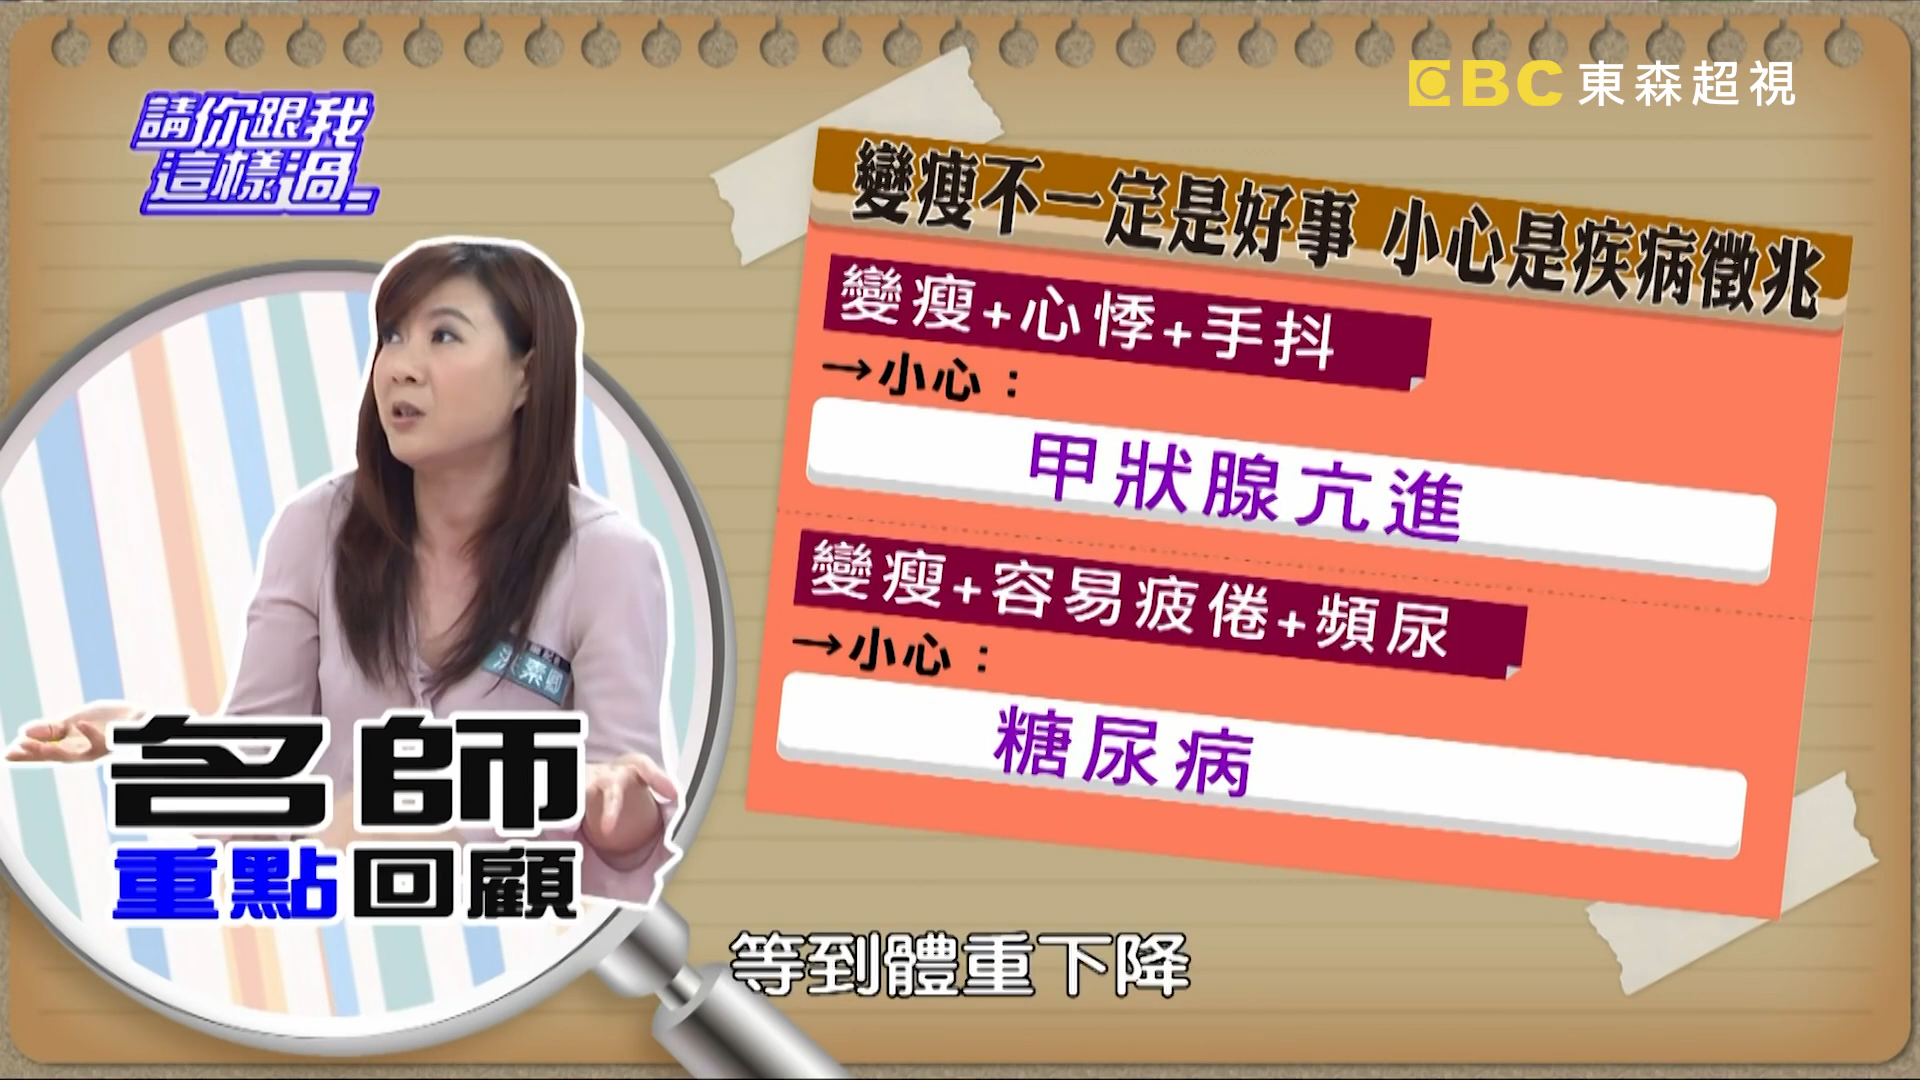 EBC 東森超視
請你跟我
這樣過
變瘦不一定是好事 小心是疾病徵兆
變瘦+心悸+手抖
→小心：
甲狀腺亢進
變瘦+容易疲倦+頻尿
→小心：
糖尿病
名師
重點回顧
等到體重下降